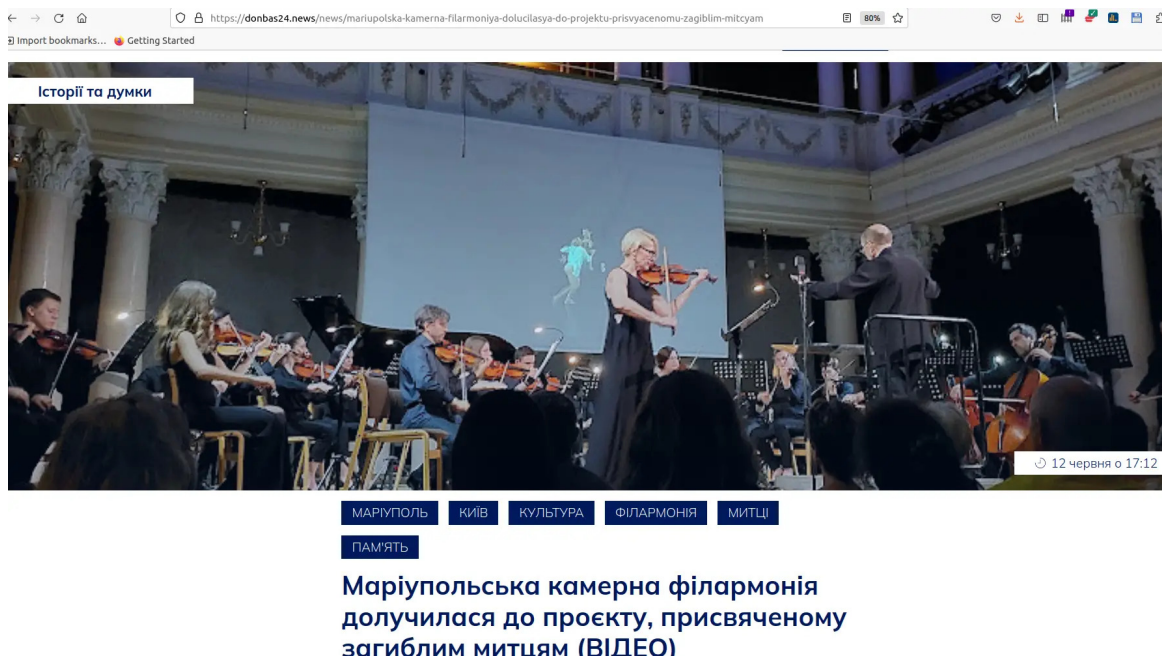 https://donbas24.news/news/mariupolska-kamerna-filarmoniya-dolucilasya-do-projektu-prisvyacenomu-zagiblim-mitcyam
80%
Import bookmarks... Getting Started
Історії та думки
12 червня о 17:12
МАРІУПОЛЬ КИЇВ КУЛЬТУРА ФІЛАРМОНІЯ МИТЦІ
ПАМ'ЯТЬ
Маріупольська камерна філармонія
долучилася до проєкту, присвяченому
загиблим митцям (ВІДЕО)